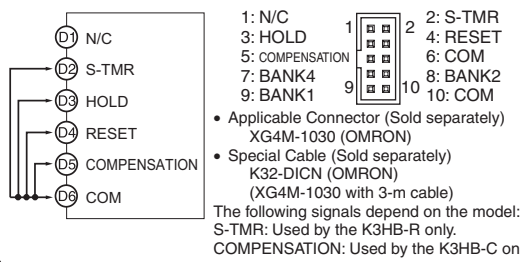 D1 N/C
D2 S-TMR
D3 HOLD
D4 RESET
D5 COMPENSATION
D6 COM
1: N/C
3: HOLD
5: COMPENSATION
7: BANK4
9: BANK1
1 2
9 10
2: S-TMR
4: RESET
6: COM
8: BANK2
10: COM
• Applicable Connector (Sold separately)
XG4M-1030 (OMRON)
• Special Cable (Sold separately)
K32-DICN (OMRON)
(XG4M-1030 with 3-m cable)
The following signals depend on the model:
S-TMR: Used by the K3HB-R only.
COMPENSATION: Used by the K3HB-C on